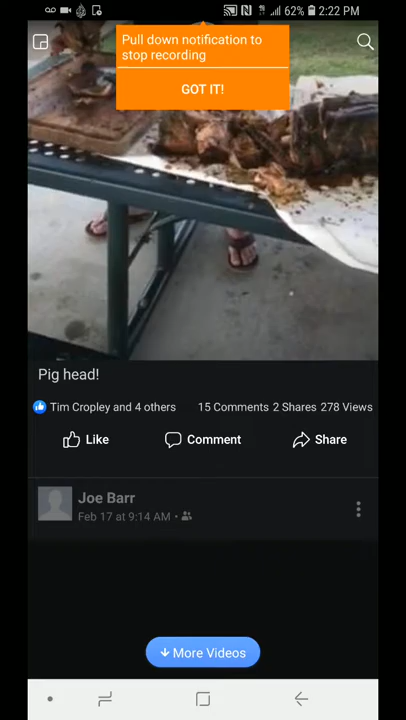 62% 2:22 PM
Pull down notification to
stop recording
GOT IT!
Pig head!
Tim Cropley and 4 others 15 Comments 2 Shares 278 Views
Like Comment Share
Joe Barr
Feb 17 at 9:14 AM •
More Videos